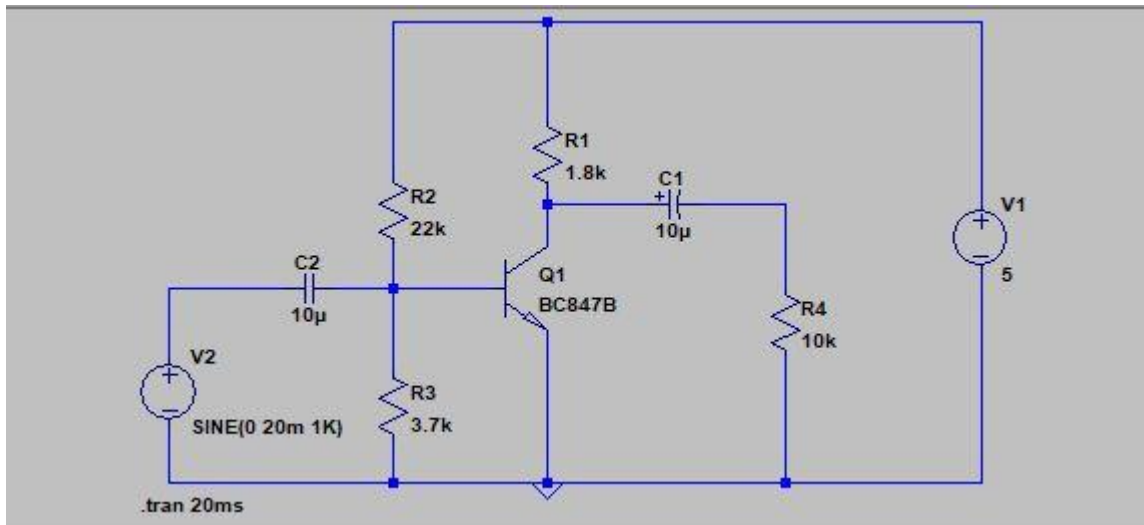 R1
1.8k
C1
+
10µ
R2
22k
V1
+
5
C2
10µ
Q1
BC847B
R4
10k
V2
+
SINE(0 20m 1K)
R3
3.7k
.tran 20ms